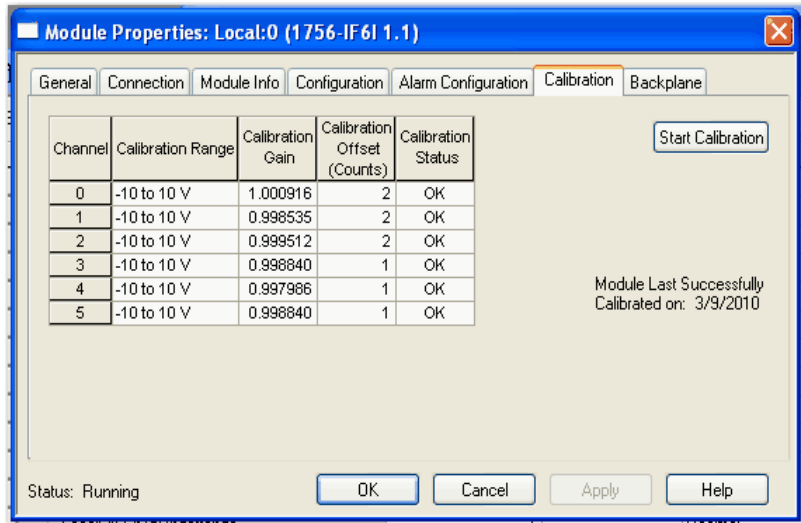 Module Properties: Local:0 (1756-IF6I 1.1)
General Connection Module Info Configuration Alarm Configuration Calibration Backplane
Channel Calibration Range Calibration Gain Calibration Offset (Counts) Calibration Status
Start Calibration
0 -10 to 10 V 1.000916 2 OK
1 -10 to 10 V 0.998535 2 OK
2 -10 to 10 V 0.999512 2 OK
3 -10 to 10 V 0.998840 1 OK
4 -10 to 10 V 0.997986 1 OK
5 -10 to 10 V 0.998840 1 OK
Module Last Successfully
Calibrated on: 3/9/2010
Status: Running OK Cancel Apply Help